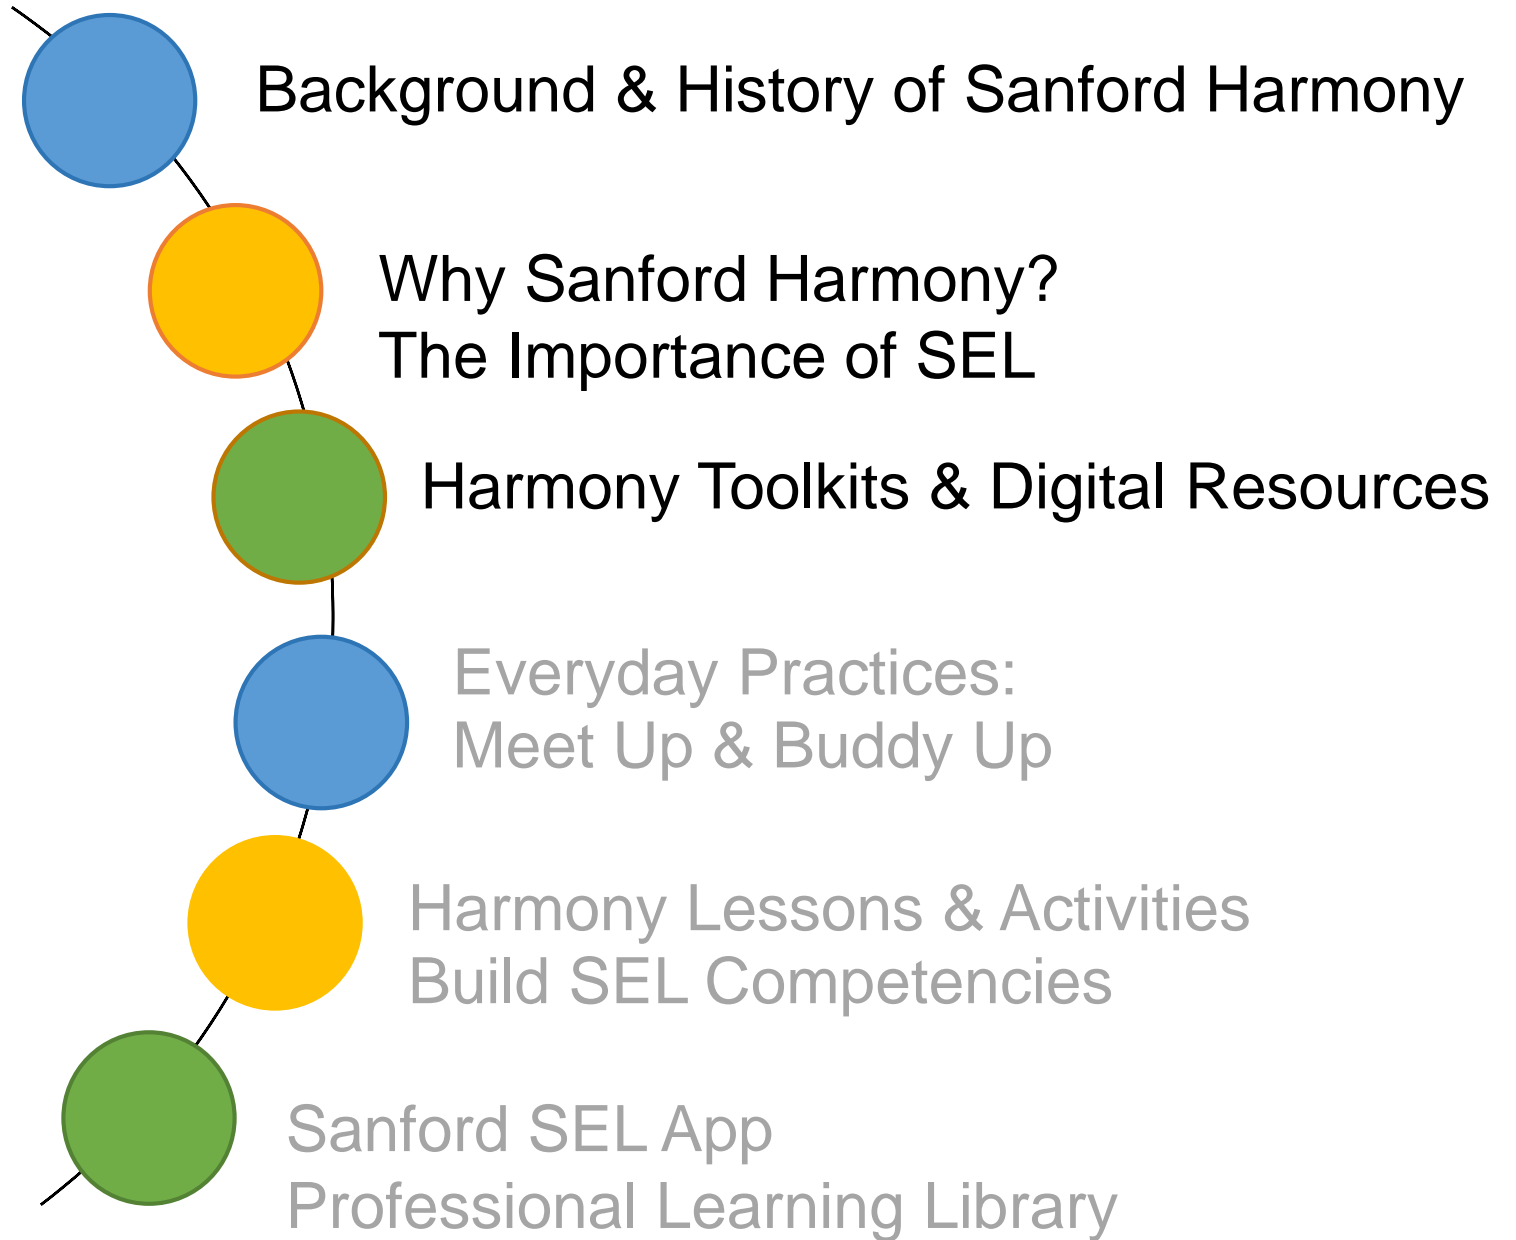 Background & History of Sanford Harmony
Why Sanford Harmony?
The Importance of SEL
Harmony Toolkits & Digital Resources
Everyday Practices:
Meet Up & Buddy Up
Harmony Lessons & Activities
Build SEL Competencies
Sanford SEL App
Professional Learning Library